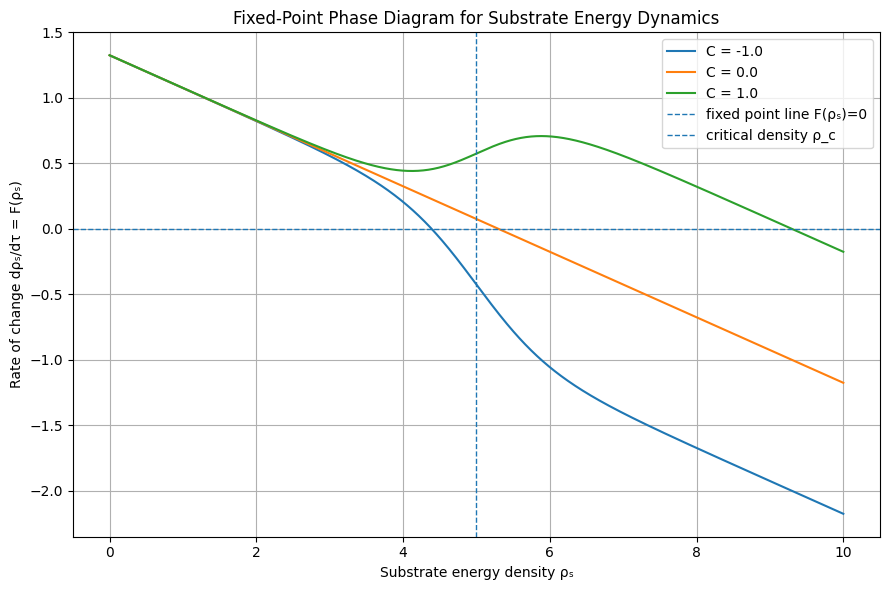 Fixed-Point Phase Diagram for Substrate Energy Dynamics
C = -1.0
C = 0.0
C = 1.0
fixed point line F(ρₛ)=0
critical density ρ_c
Rate of change dρₛ/dτ = F(ρₛ)
1.5
1.0
0.5
0.0
−0.5
−1.0
−1.5
−2.0
0 2 4 6 8 10
Substrate energy density ρₛ